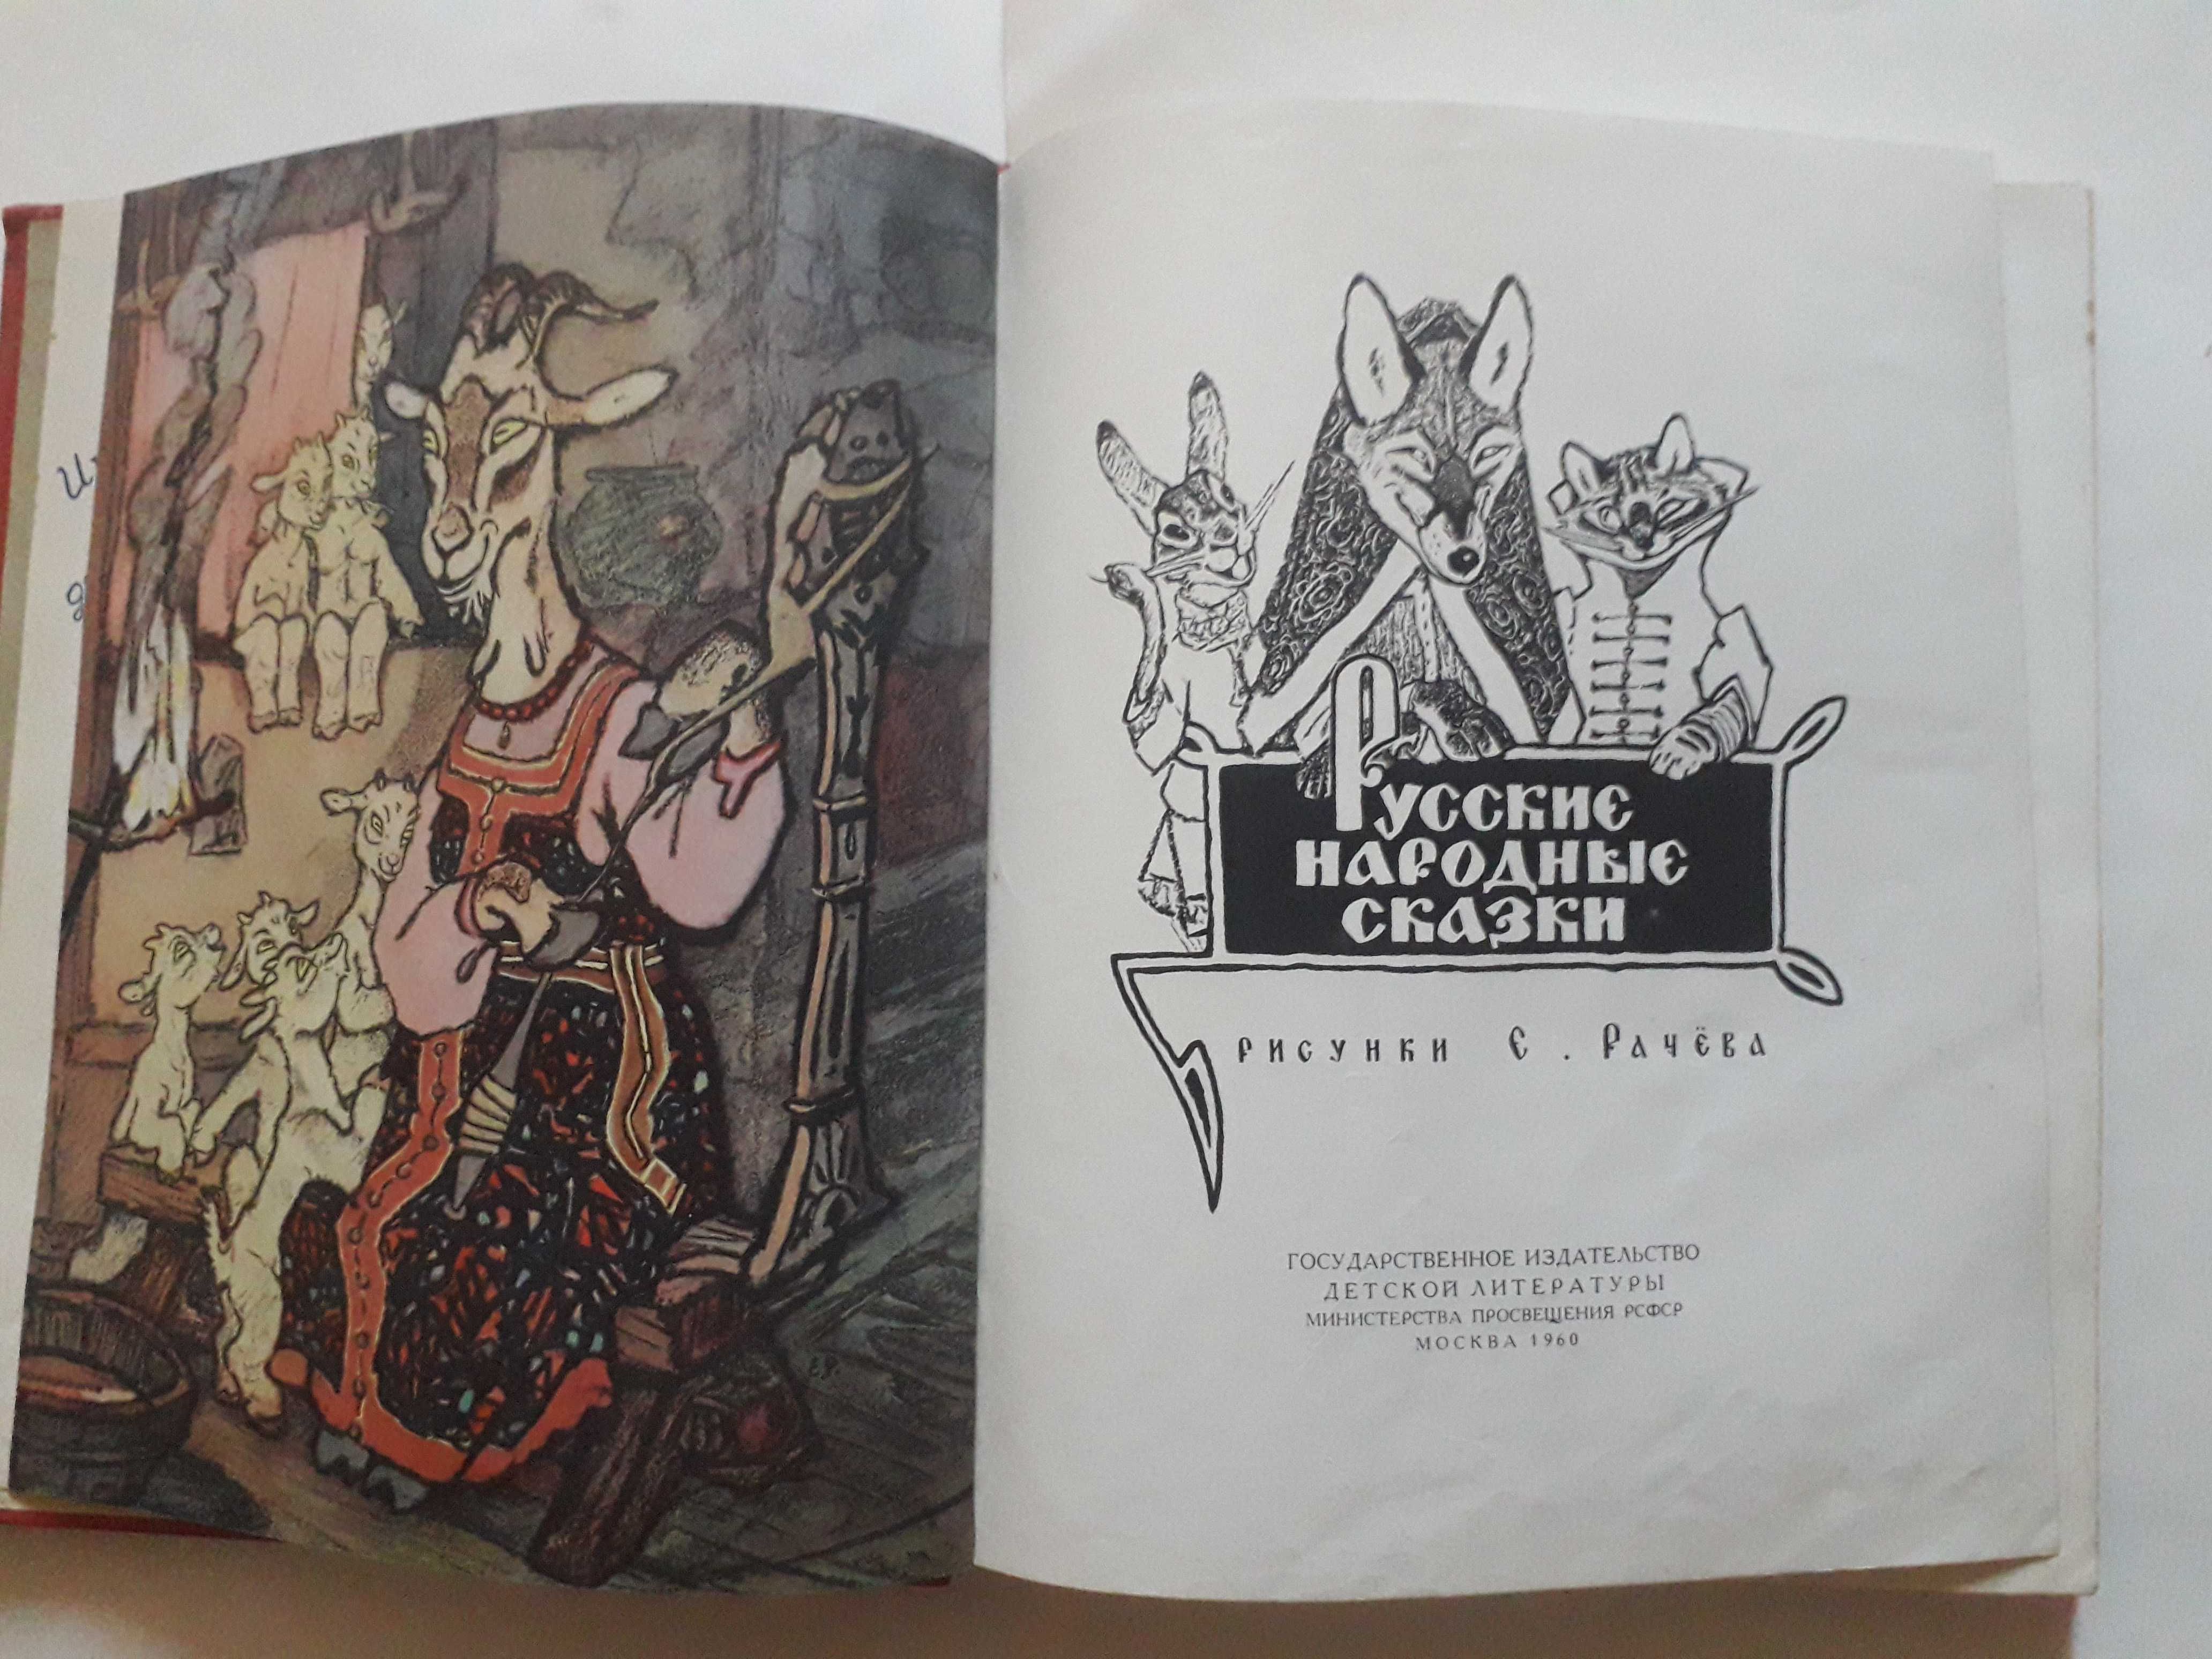 Е.Р.
Русские
народные
сказки
рисунки Е. Рачёва
ГОСУДАРСТВЕННОЕ ИЗДАТЕЛЬСТВО
ДЕТСКОЙ ЛИТЕРАТУРЫ
МИНИСТЕРСТВА ПРОСВЕЩЕНИЯ РСФСР
МОСКВА 1960